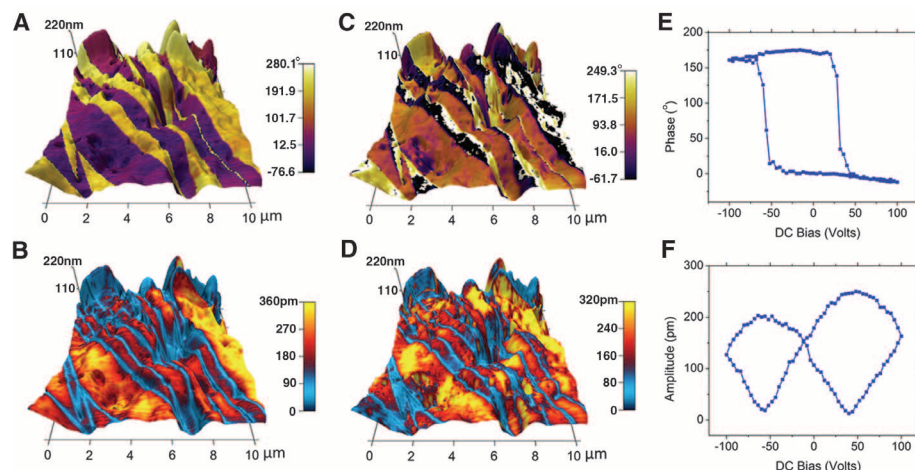 A
220nm
110
280.1°
191.9
101.7
12.5
-76.6
0 2 4 6 8 10 μm
B
220nm
110
360pm
270
180
90
0
0 2 4 6 8 10 μm
C
220nm
110
249.3°
171.5
93.8
16.0
-61.7
0 2 4 6 8 10 μm
D
220nm
110
320pm
240
160
80
0
0 2 4 6 8 10 μm
E
200
150
100
50
0
Phase (°)
-100 -50 0 50 100
DC Bias (Volts)
F
300
200
100
0
Amplitude (pm)
-100 -50 0 50 100
DC Bias (Volts)